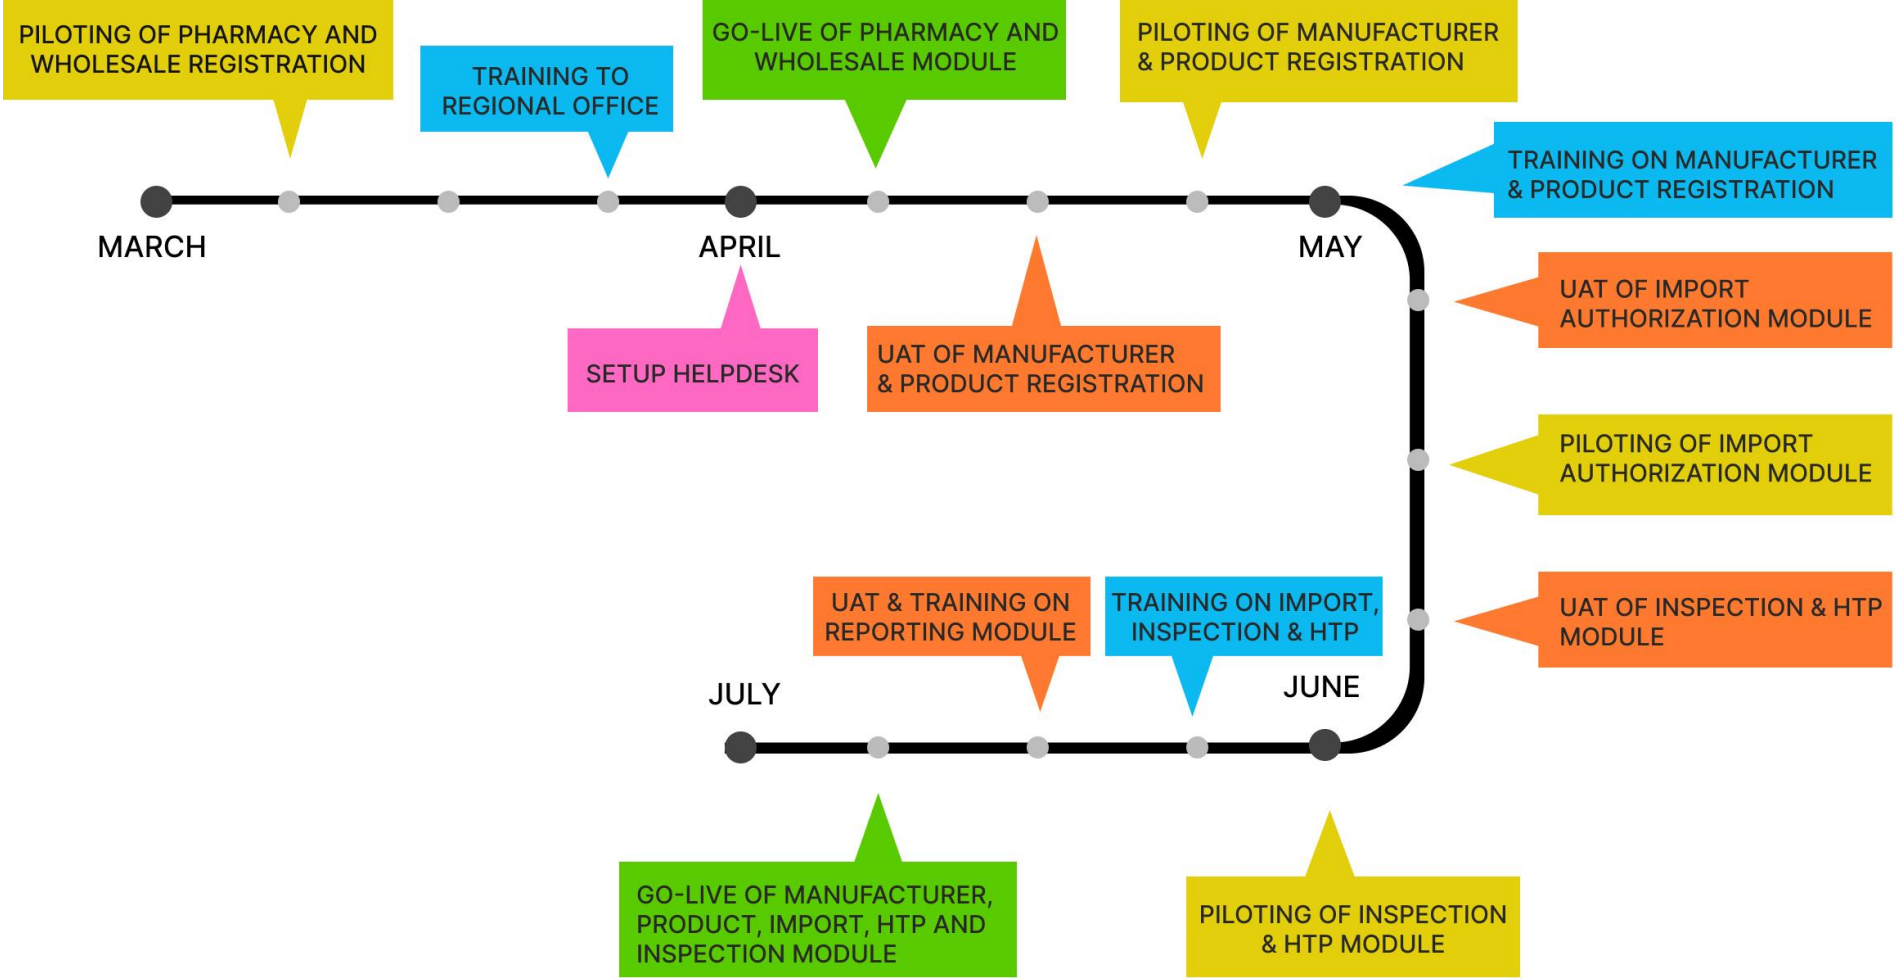 PILOTING OF PHARMACY AND
WHOLESALE REGISTRATION
TRAINING TO
REGIONAL OFFICE
GO-LIVE OF PHARMACY AND
WHOLESALE MODULE
PILOTING OF MANUFACTURER
& PRODUCT REGISTRATION
TRAINING ON MANUFACTURER
& PRODUCT REGISTRATION
MARCH
APRIL
MAY
SETUP HELPDESK
UAT OF MANUFACTURER
& PRODUCT REGISTRATION
UAT OF IMPORT
AUTHORIZATION MODULE
PILOTING OF IMPORT
AUTHORIZATION MODULE
UAT OF INSPECTION & HTP
MODULE
UAT & TRAINING ON
REPORTING MODULE
TRAINING ON IMPORT,
INSPECTION & HTP
JULY
JUNE
GO-LIVE OF MANUFACTURER,
PRODUCT, IMPORT, HTP AND
INSPECTION MODULE
PILOTING OF INSPECTION
& HTP MODULE